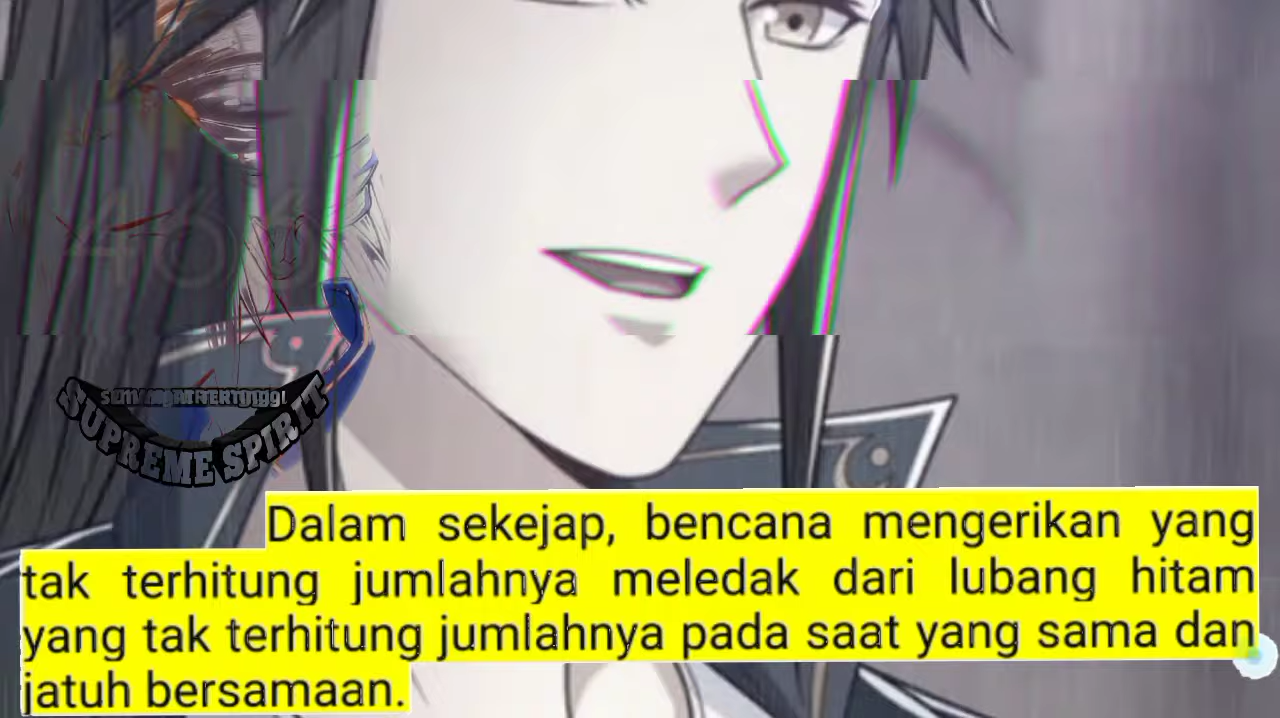 466
SUPREME SPIRIT
Dalam sekejap, bencana mengerikan yang
tak terhitung jumlahnya meledak dari lubang hitam
yang tak terhitung jumlahnya pada saat yang sama dan
jatuh bersamaan.